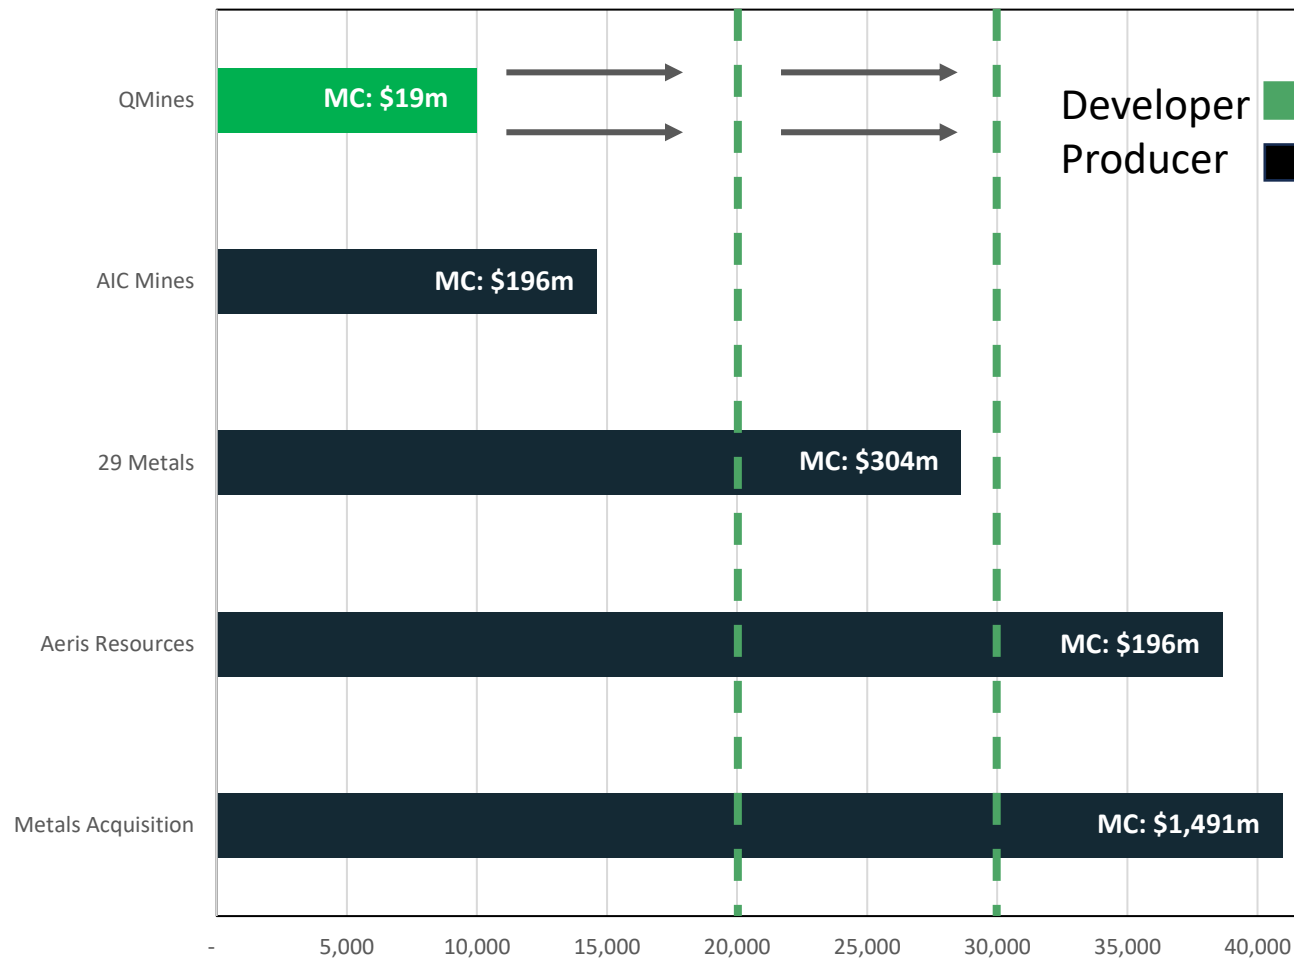 QMines
MC: $19m
Developer
Producer
AIC Mines
MC: $196m
29 Metals
MC: $304m
Aeris Resources
MC: $196m
Metals Acquisition
MC: $1,491m
- 5,000 10,000 15,000 20,000 25,000 30,000 35,000 40,000